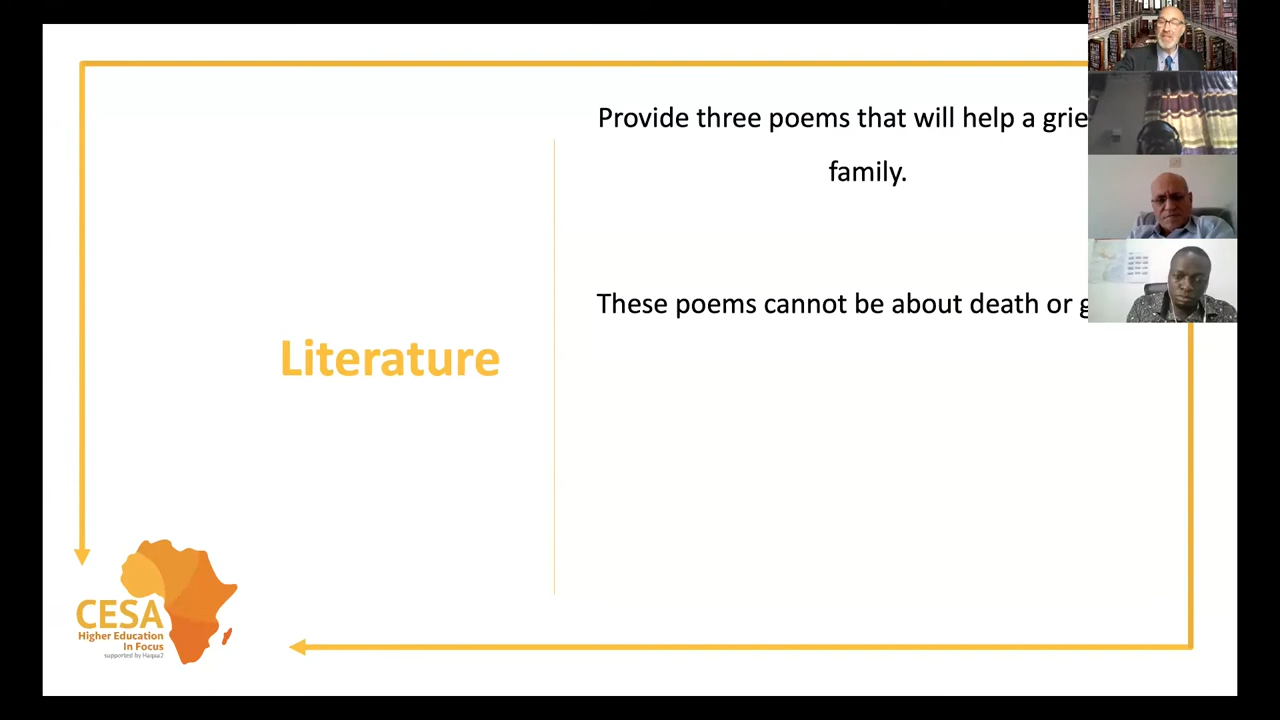 Provide three poems that will help a grie
family.
These poems cannot be about death or g
Literature
CESA
Higher Education
In Focus
supported by Haqaa2